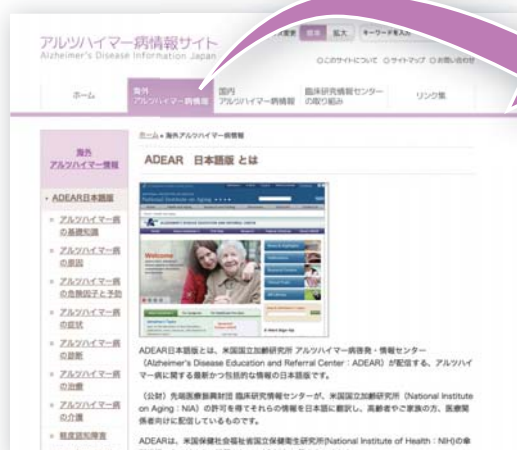 アルツハイマー病情報サイト
Alzheimer's Disease Information Japan
変更 標準 拡大 キーワードを入力
○このサイトについて ○サイトマップ ○お問い合わせ
ホーム
海外
アルツハイマー病情報
国内
アルツハイマー病情報
臨床研究情報センター
の取り組み
リンク集
海外
アルツハイマー情報
ホーム » 海外アルツハイマー病情報
ADEAR 日本語版 とは
ADEAR日本語版
アルツハイマー病
の基礎知識
アルツハイマー病
の原因
アルツハイマー病
の危険因子と予防
アルツハイマー病
の症状
アルツハイマー病
の診断
アルツハイマー病
の治療
アルツハイマー病
の介護
軽度認知障害
National Institute on Aging
Welcome
ADEAR日本語版とは、米国国立加齢研究所 アルツハイマー病啓発・情報センター
(Alzheimer's Disease Education and Referral Center：ADEAR）が配信する、アルツハイ
マー病に関する最新かつ包括的な情報の日本語版です。
（公財）先端医療振興財団 臨床研究情報センターが、米国国立加齢研究所（National Institute
on Aging：NIA）の許可を得てそれらの情報を日本語に翻訳し、高齢者やご家族の方、医療関
係者向けに配信しているものです。
ADEARは、米国保健社会福祉省国立保健衛生研究所(National Institute of Health：NIH)の傘